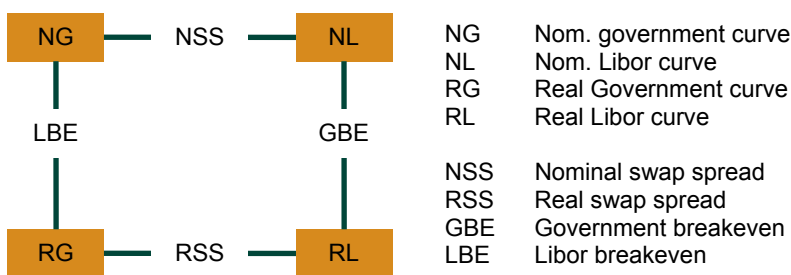 NG NSS NL
LBE GBE
RG RSS RL
NG Nom. government curve
NL Nom. Libor curve
RG Real Government curve
RL Real Libor curve
NSS Nominal swap spread
RSS Real swap spread
GBE Government breakeven
LBE Libor breakeven